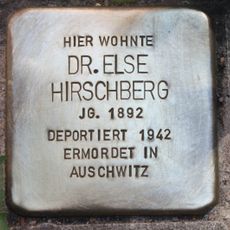 HIER WOHNTE
DR. ELSE
HIRSCHBERG
JG. 1892
DEPORTIERT 1942
ERMORDET IN
AUSCHWITZ